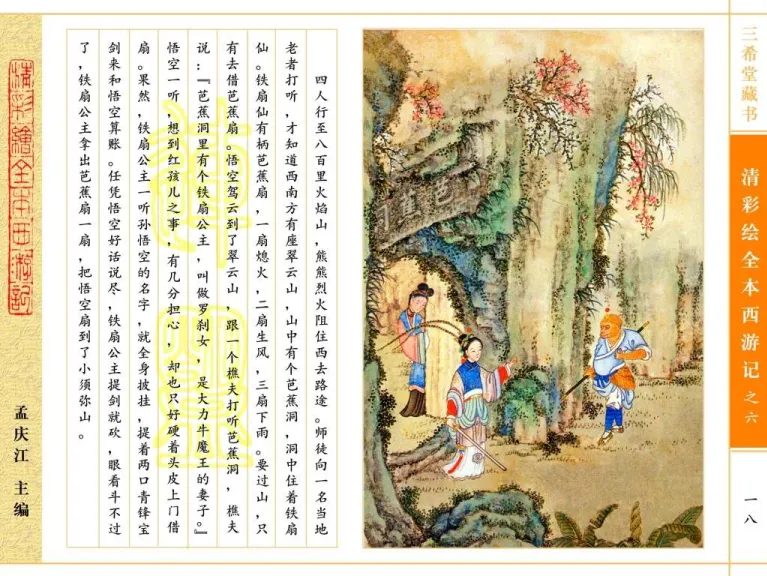 三希堂藏书
清彩绘全本西游记之六
一八
芭蕉洞
四人行至八百里火焰山，熊熊烈火阻住西去路途。师徒向一名当地
老者打听，才知道西南方有座翠云山，山中有个芭蕉洞，洞中住着铁扇
仙。铁扇仙有柄芭蕉扇，一扇熄火，二扇生风，三扇下雨。要过山，只
有去借芭蕉扇。悟空驾云到了翠云山，跟一个樵夫打听芭蕉洞，樵夫
说：『芭蕉洞里有个铁扇公主，叫做罗刹女，是大力牛魔王的妻子。』
悟空一听，想到红孩儿之事，有几分担心，却也只好硬着头皮上门借
扇。果然，铁扇公主一听孙悟空的名字，就全身披挂，提着两口青锋宝
剑来和悟空算账。任凭悟空好话说尽，铁扇公主提剑就砍，眼看斗不过
了，铁扇公主拿出芭蕉扇一扇，把悟空扇到了小须弥山。
精彩繪全本西游記
孟庆江 主编